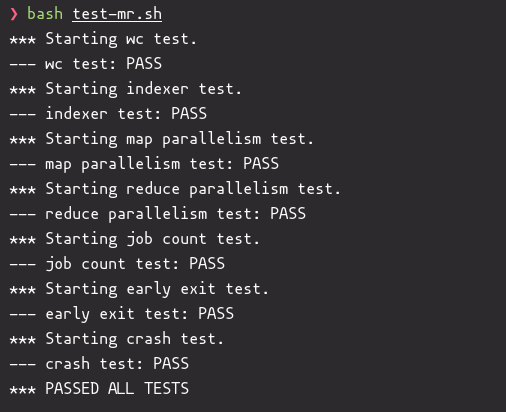 ❯ bash test-mr.sh
*** Starting wc test.
--- wc test: PASS
*** Starting indexer test.
--- indexer test: PASS
*** Starting map parallelism test.
--- map parallelism test: PASS
*** Starting reduce parallelism test.
--- reduce parallelism test: PASS
*** Starting job count test.
--- job count test: PASS
*** Starting early exit test.
--- early exit test: PASS
*** Starting crash test.
--- crash test: PASS
*** PASSED ALL TESTS